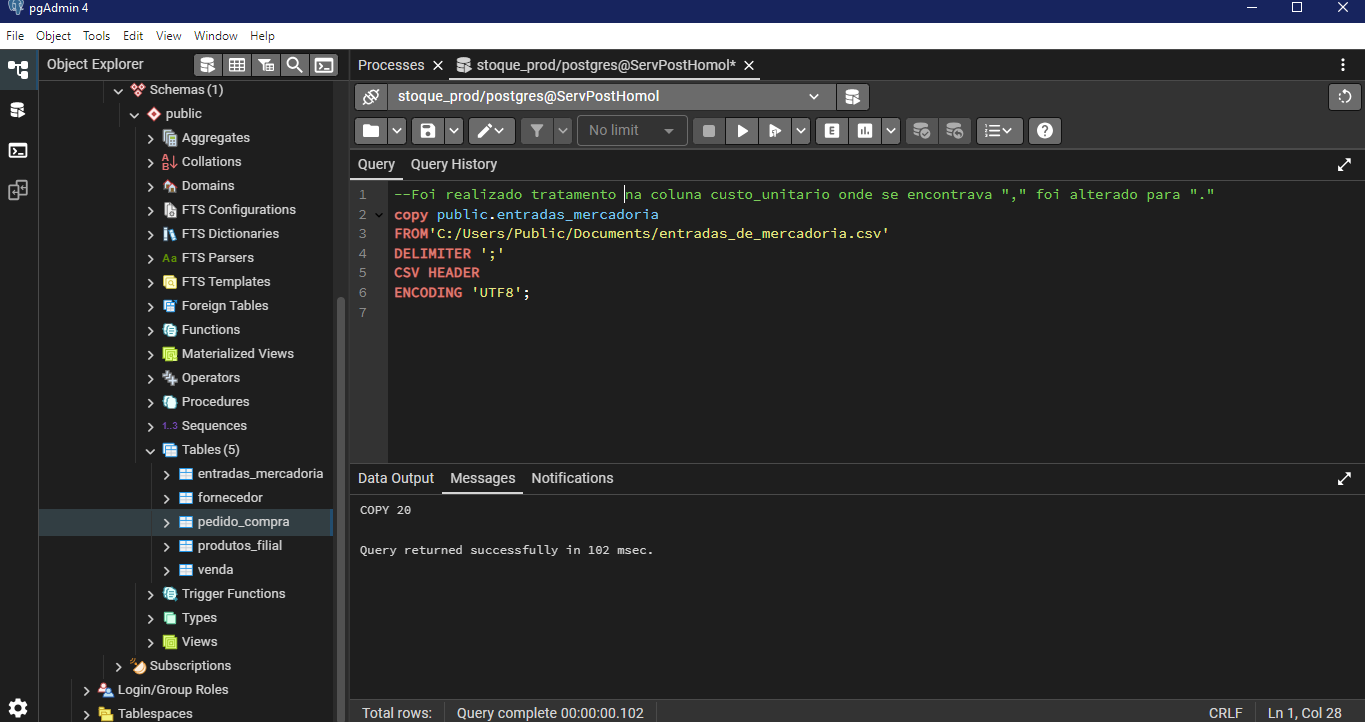 pgAdmin 4
File Object Tools Edit View Window Help
Object Explorer
Processes
stoque_prod/postgres@ServPostHomol*
stoque_prod/postgres@ServPostHomol
No limit
E
Query Query History
1 --Foi realizado tratamento na coluna custo_unitario onde se encontrava "," foi alterado para "."
2 copy public.entradas_mercadoria
3 FROM'C:/Users/Public/Documents/entradas_de_mercadoria.csv'
4 DELIMITER ';'
5 CSV HEADER
6 ENCODING 'UTF8';
7
Schemas (1)
public
Aggregates
Collations
Domains
FTS Configurations
FTS Dictionaries
Aa FTS Parsers
FTS Templates
Foreign Tables
Functions
Materialized Views
Operators
Procedures
1..3 Sequences
Tables (5)
entradas_mercadoria
fornecedor
pedido_compra
produtos_filial
venda
Trigger Functions
Types
Views
Subscriptions
Login/Group Roles
Tablespaces
Data Output Messages Notifications
COPY 20
Query returned successfully in 102 msec.
Total rows: Query complete 00:00:00.102 CRLF Ln 1, Col 28